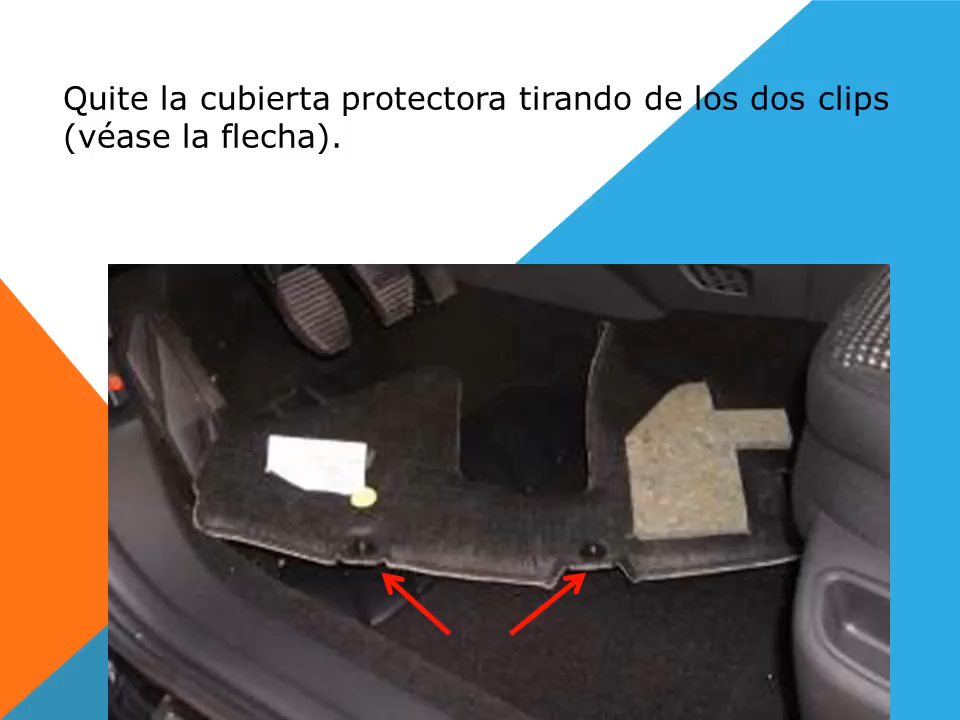 Quite la cubierta protectora tirando de los dos clips
(véase la flecha).